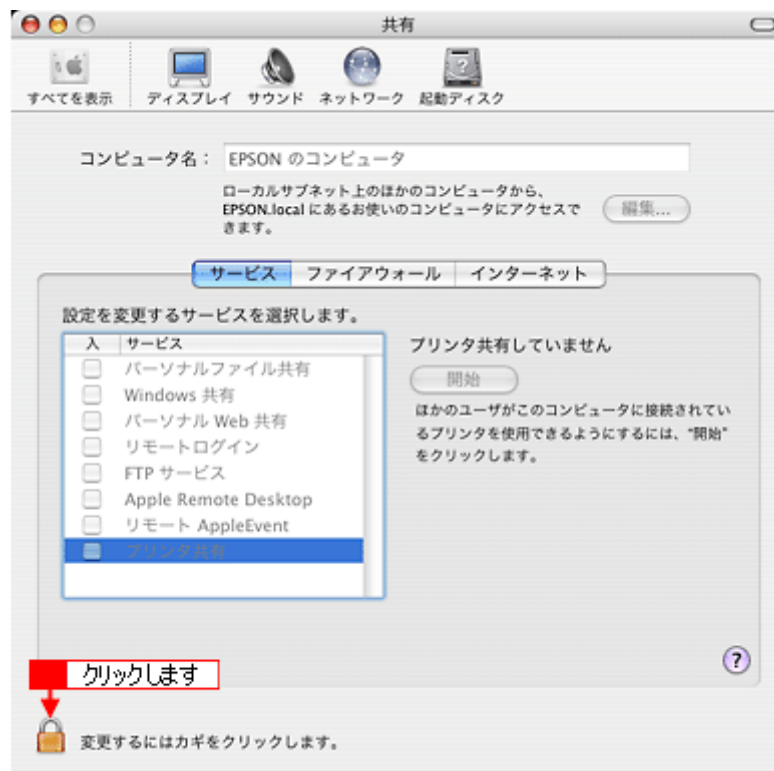 共有
すべてを表示 ディスプレイ サウンド ネットワーク 起動ディスク
コンピュータ名： EPSON のコンピュータ
ローカルサブネット上のほかのコンピュータから、
EPSON.local にあるお使いのコンピュータにアクセスで
きます。
編集...
サービス ファイアウォール インターネット
設定を変更するサービスを選択します。
入 サービス
パーソナルファイル共有
Windows 共有
パーソナル Web 共有
リモートログイン
FTP サービス
Apple Remote Desktop
リモート AppleEvent
プリンタ共有
プリンタ共有していません
開始
ほかのユーザがこのコンピュータに接続されてい
るプリンタを使用できるようにするには、“開始”
をクリックします。
?
クリックします
変更するにはカギをクリックします。